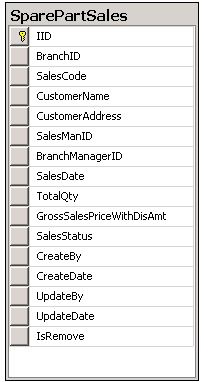 SparePartSales
IID
BranchID
SalesCode
CustomerName
CustomerAddress
SalesManID
BranchManagerID
SalesDate
TotalQty
GrossSalesPriceWithDisAmt
SalesStatus
CreateBy
CreateDate
UpdateBy
UpdateDate
IsRemove